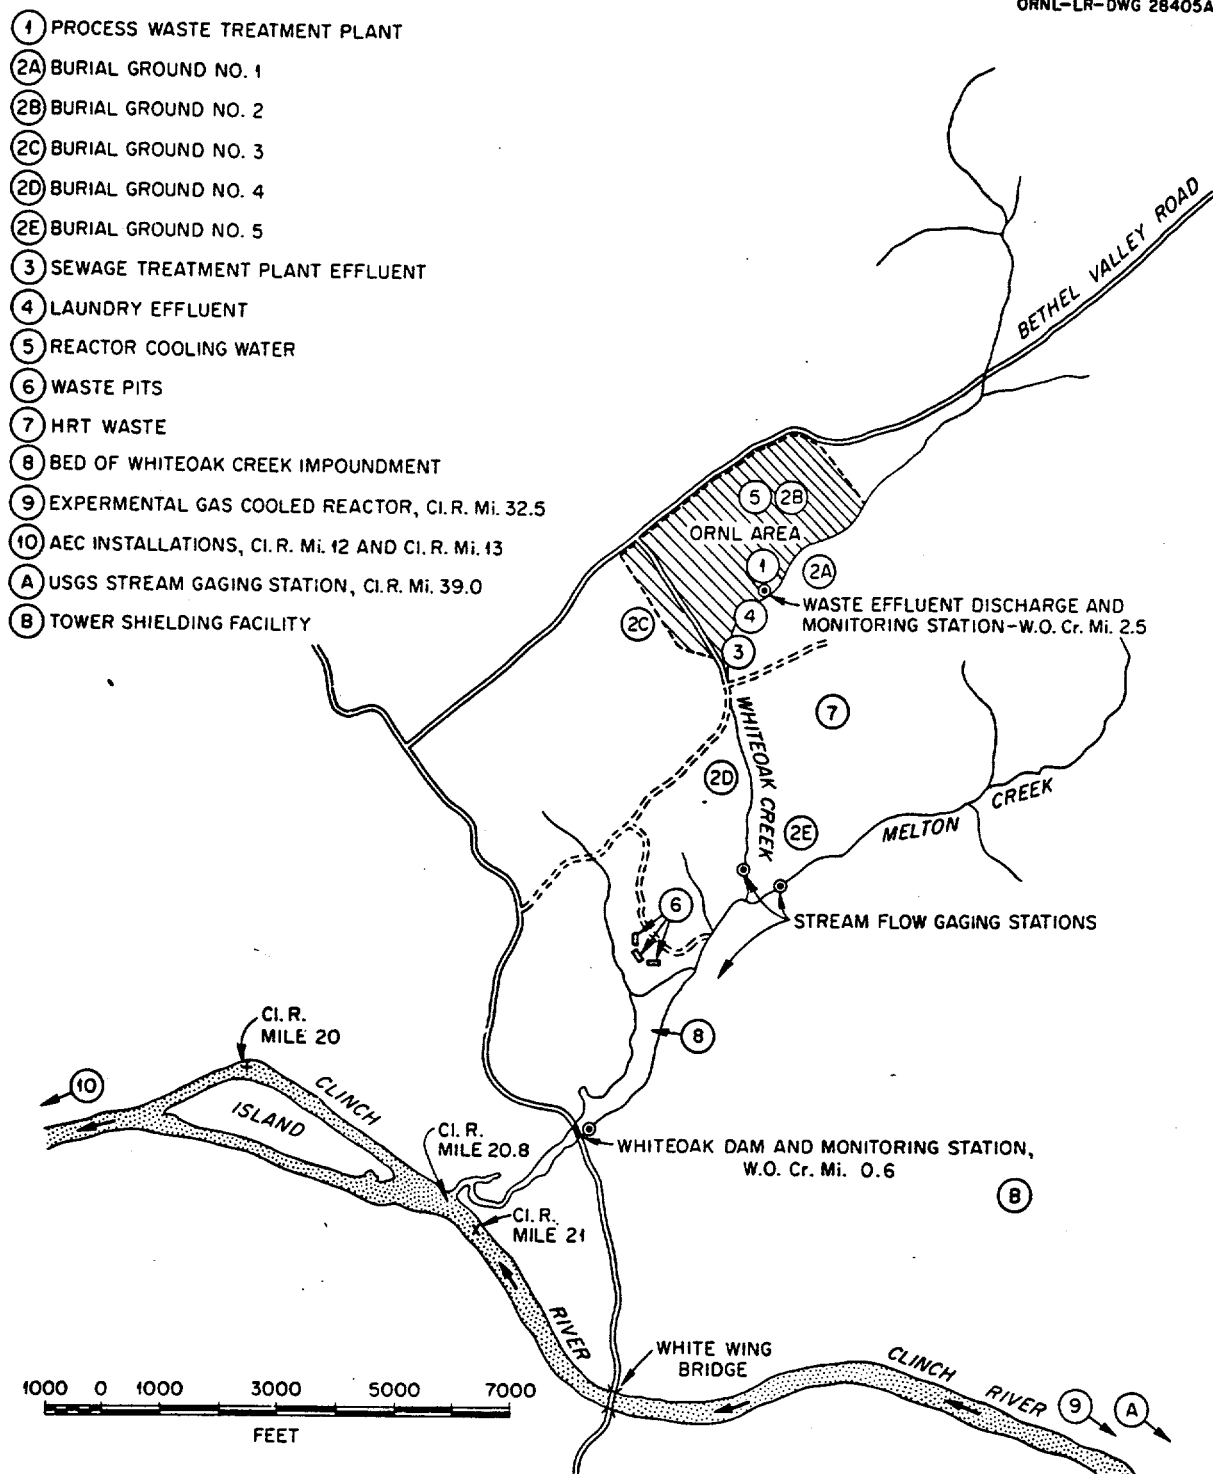 ORNL-LR-DWG 28405A
1 PROCESS WASTE TREATMENT PLANT
2A BURIAL GROUND NO. 1
2B BURIAL GROUND NO. 2
2C BURIAL GROUND NO. 3
2D BURIAL GROUND NO. 4
2E BURIAL GROUND NO. 5
3 SEWAGE TREATMENT PLANT EFFLUENT
4 LAUNDRY EFFLUENT
5 REACTOR COOLING WATER
6 WASTE PITS
7 HRT WASTE
8 BED OF WHITEOAK CREEK IMPOUNDMENT
9 EXPERMENTAL GAS COOLED REACTOR, Cl.R. Mi. 32.5
10 AEC INSTALLATIONS, Cl.R. Mi. 12 AND Cl.R. Mi. 13
A USGS STREAM GAGING STATION, Cl.R. Mi. 39.0
B TOWER SHIELDING FACILITY
BETHEL VALLEY ROAD
5 2B
ORNL AREA
1
2A
WASTE EFFLUENT DISCHARGE AND
MONITORING STATION-W.O. Cr. Mi. 2.5
4
2C
3
7
WHITEOAK CREEK
2D
2E
MELTON CREEK
6
STREAM FLOW GAGING STATIONS
8
Cl. R.
MILE 20
10
CLINCH
ISLAND
Cl. R.
MILE 20.8
WHITEOAK DAM AND MONITORING STATION,
W.O. Cr. Mi. 0.6
B
Cl. R.
MILE 21
RIVER
WHITE WING
BRIDGE
CLINCH
RIVER
9
A
1000 0 1000 3000 5000 7000
FEET